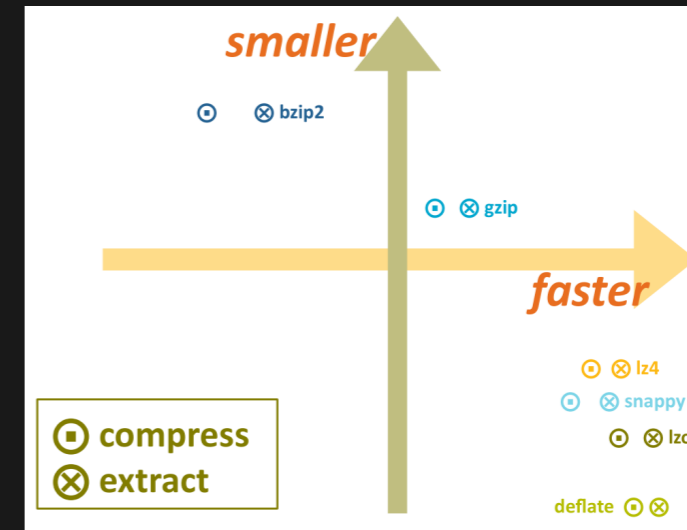 smaller
bzip2
gzip
faster
lz4
snappy
compress
extract
deflate